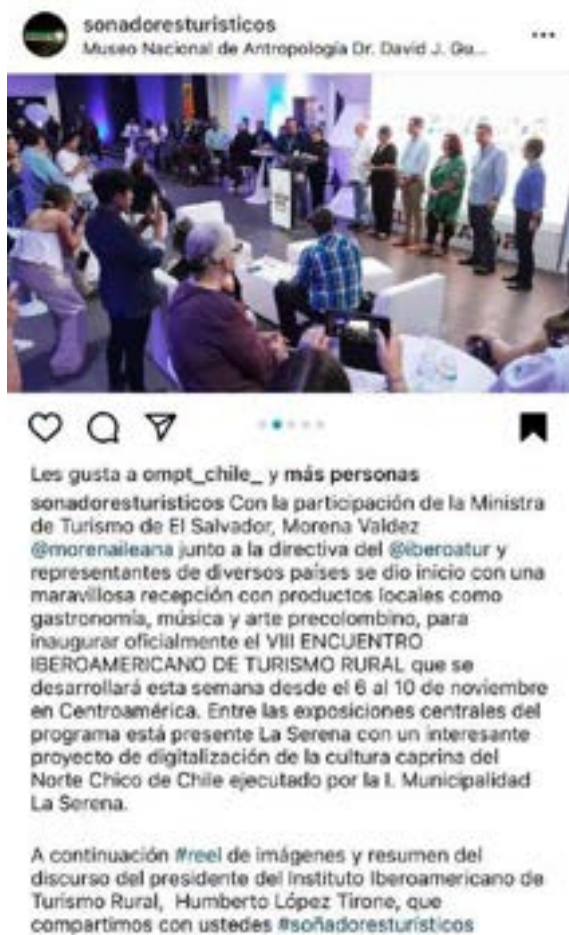 sonadoresturisticos
Museo Nacional de Antropología Dr. David J. Gu...
Les gusta a ompt_chile_ y más personas
sonadoresturisticos Con la participación de la Ministra
de Turismo de El Salvador, Morena Valdez
@morenaileana junto a la directiva del @iberoatur y
representantes de diversos países se dio inicio con una
maravillosa recepción con productos locales como
gastronomía, música y arte precolombino, para
inaugurar oficialmente el VIII ENCUENTRO
IBEROAMERICANO DE TURISMO RURAL que se
desarrollará esta semana desde el 6 al 10 de noviembre
en Centroamérica. Entre las exposiciones centrales del
programa está presente La Serena con un interesante
proyecto de digitalización de la cultura caprina del
Norte Chico de Chile ejecutado por la I. Municipalidad
La Serena.
A continuación #reel de imágenes y resumen del
discurso del presidente del Instituto Iberoamericano de
Turismo Rural, Humberto López Tirone, que
compartimos con ustedes #soñadoresturísticos